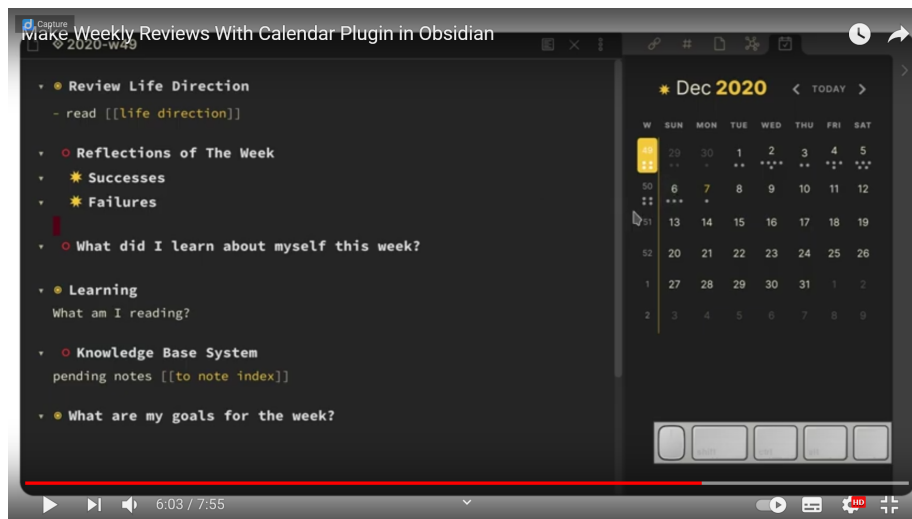 Capture
Make Weekly Reviews With Calendar Plugin in Obsidian
2020-w49
Review Life Direction
- read [[life direction]]
Reflections of The Week
Successes
Failures
What did I learn about myself this week?
Learning
What am I reading?
Knowledge Base System
pending notes [[to note index]]
What are my goals for the week?
Dec 2020
TODAY
W SUN MON TUE WED THU FRI SAT
49 29 30 1 2 3 4 5
50 6 7 8 9 10 11 12
51 13 14 15 16 17 18 19
52 20 21 22 23 24 25 26
1 27 28 29 30 31 1 2
2 3 4 5 6 7 8 9
shift
6:03 / 7:55
HD